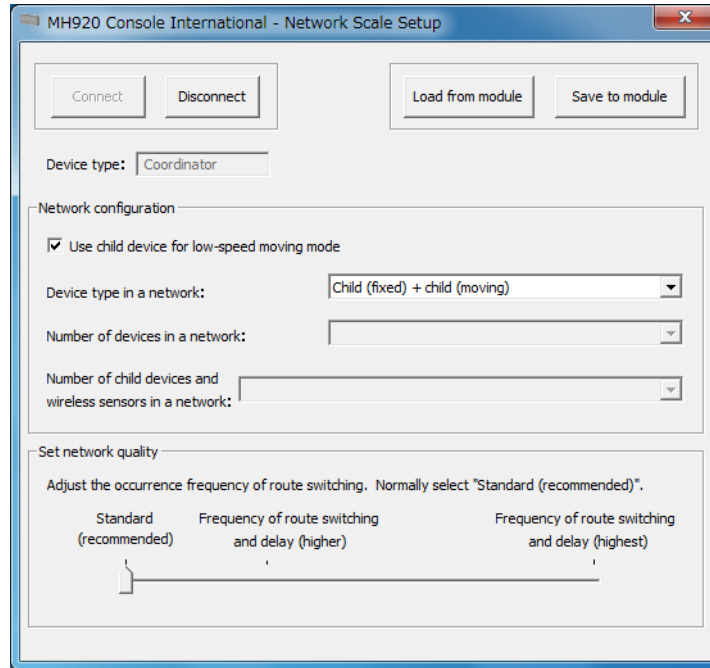 MH920 Console International - Network Scale Setup
Connect
Disconnect
Load from module
Save to module
Device type:
Coordinator
Network configuration
Use child device for low-speed moving mode
Device type in a network:
Child (fixed) + child (moving)
Number of devices in a network:
Number of child devices and
wireless sensors in a network:
Set network quality
Adjust the occurrence frequency of route switching.  Normally select "Standard (recommended)".
Standard
(recommended)
Frequency of route switching
and delay (higher)
Frequency of route switching
and delay (highest)